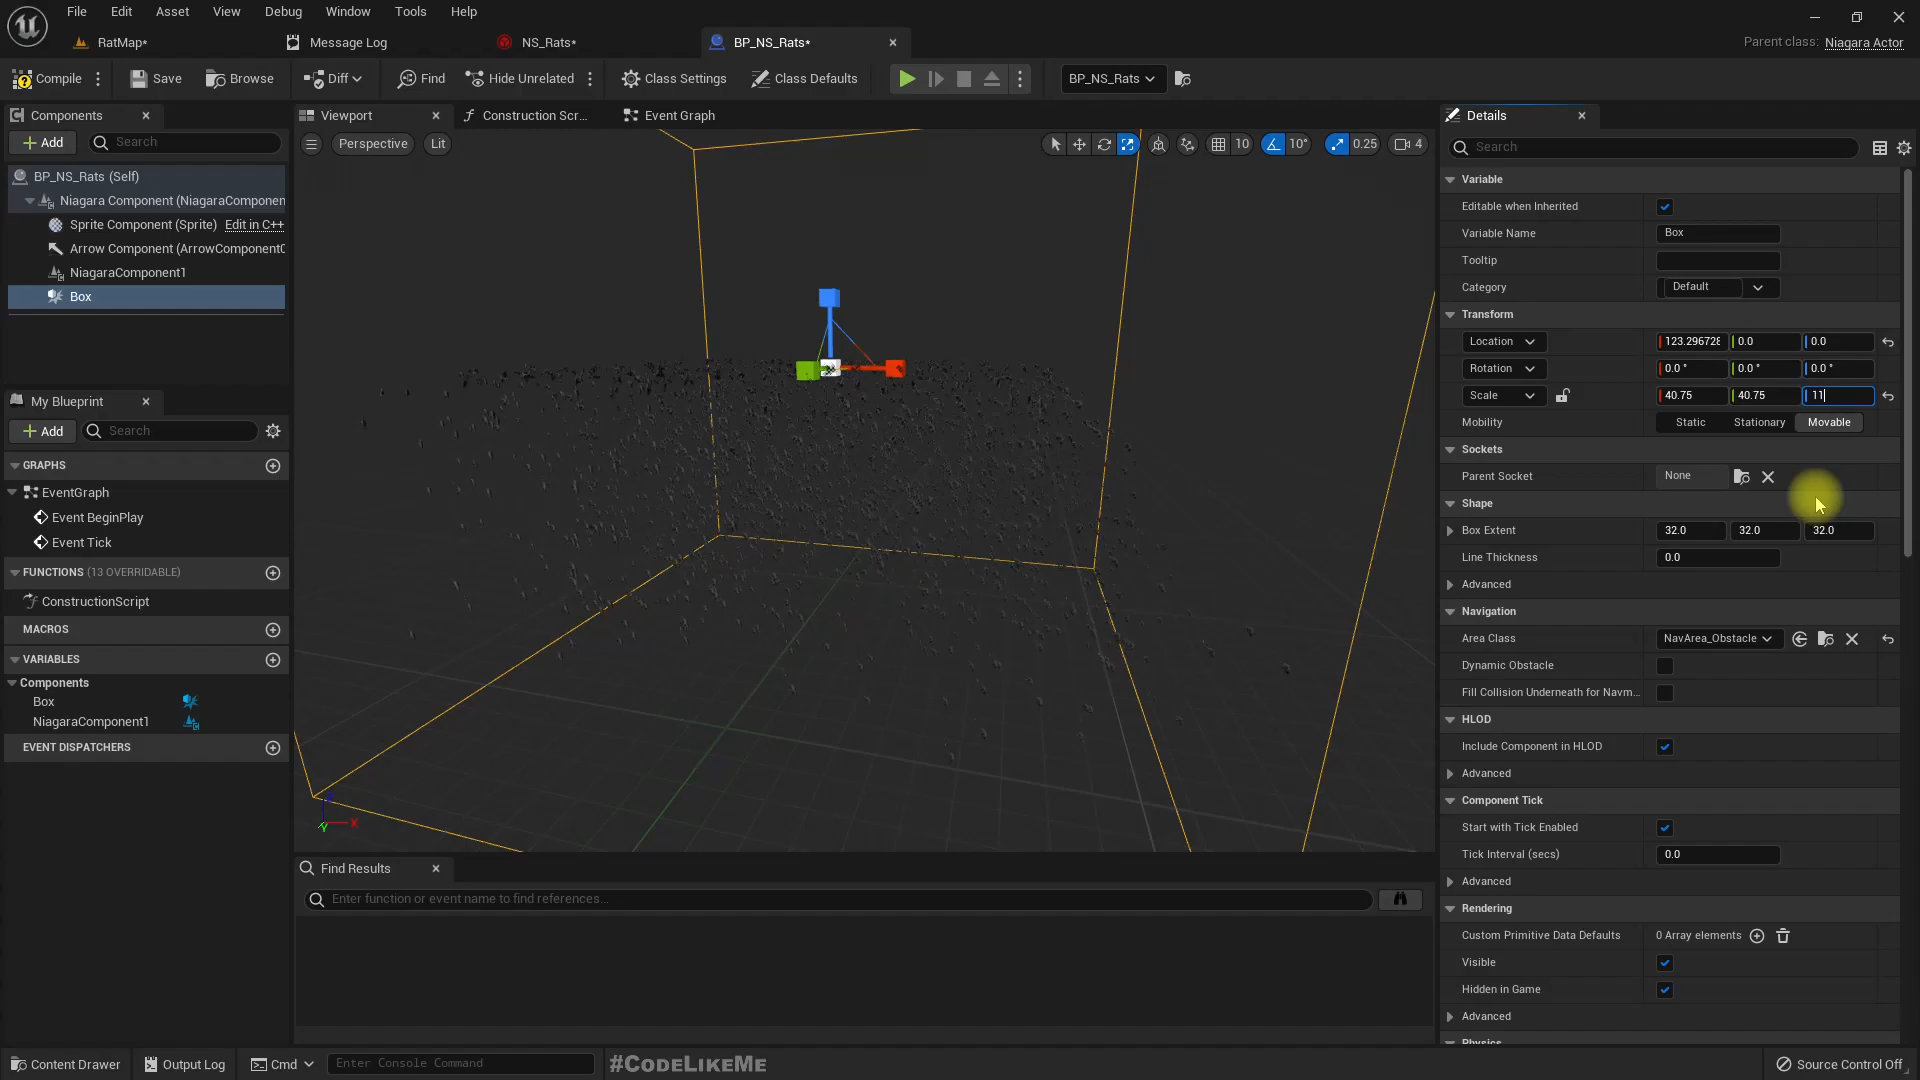 File Edit Asset View Debug Window Tools Help
RatMap* Message Log NS_Rats* BP_NS_Rats* Parent class: Niagara Actor
Compile Save Browse Diff Find Hide Unrelated Class Settings Class Defaults BP_NS_Rats
Components
Add Search
BP_NS_Rats (Self)
Niagara Component (NiagaraComponen
Sprite Component (Sprite) Edit in C++
Arrow Component (ArrowComponent0
NiagaraComponent1
Box
My Blueprint
Add Search
GRAPHS
EventGraph
Event BeginPlay
Event Tick
FUNCTIONS (13 OVERRIDABLE)
ConstructionScript
MACROS
VARIABLES
Components
Box
NiagaraComponent1
EVENT DISPATCHERS
Viewport Construction Scr... Event Graph
Perspective Lit 10 10° 0.25 4
Z
X
Y
Find Results
Enter function or event name to find references...
Details
Search
Variable
Editable when Inherited
Variable Name Box
Tooltip
Category Default
Transform
Location 123.296728 0.0 0.0
Rotation 0.0 ° 0.0 ° 0.0 °
Scale 40.75 40.75 11
Mobility Static Stationary Movable
Sockets
Parent Socket None
Shape
Box Extent 32.0 32.0 32.0
Line Thickness 0.0
Advanced
Navigation
Area Class NavArea_Obstacle
Dynamic Obstacle
Fill Collision Underneath for Navm...
HLOD
Include Component in HLOD
Advanced
Component Tick
Start with Tick Enabled
Tick Interval (secs) 0.0
Advanced
Rendering
Custom Primitive Data Defaults 0 Array elements
Visible
Hidden in Game
Advanced
Physics
Content Drawer Output Log Cmd Enter Console Command #CODELIKEME Source Control Off